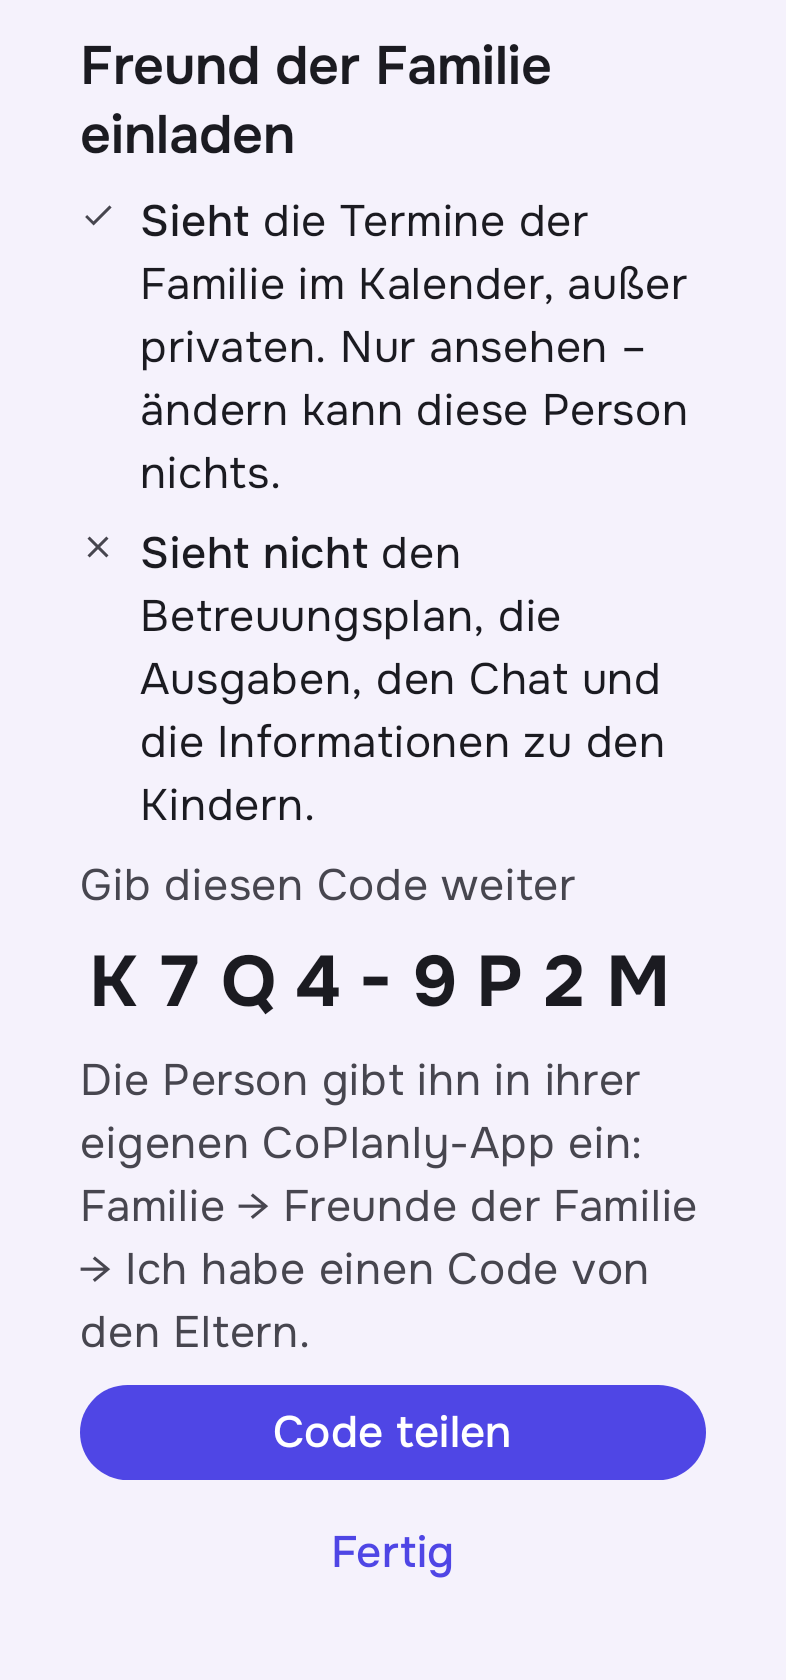 Freund der Familie
einladen
Sieht die Termine der
Familie im Kalender, außer
privaten. Nur ansehen –
ändern kann diese Person
nichts.
Sieht nicht den
Betreuungsplan, die
Ausgaben, den Chat und
die Informationen zu den
Kindern.
Gib diesen Code weiter
K7Q4-9P2M
Die Person gibt ihn in ihrer
eigenen CoPlanly-App ein:
Familie → Freunde der Familie
→ Ich habe einen Code von
den Eltern.
Code teilen
Fertig